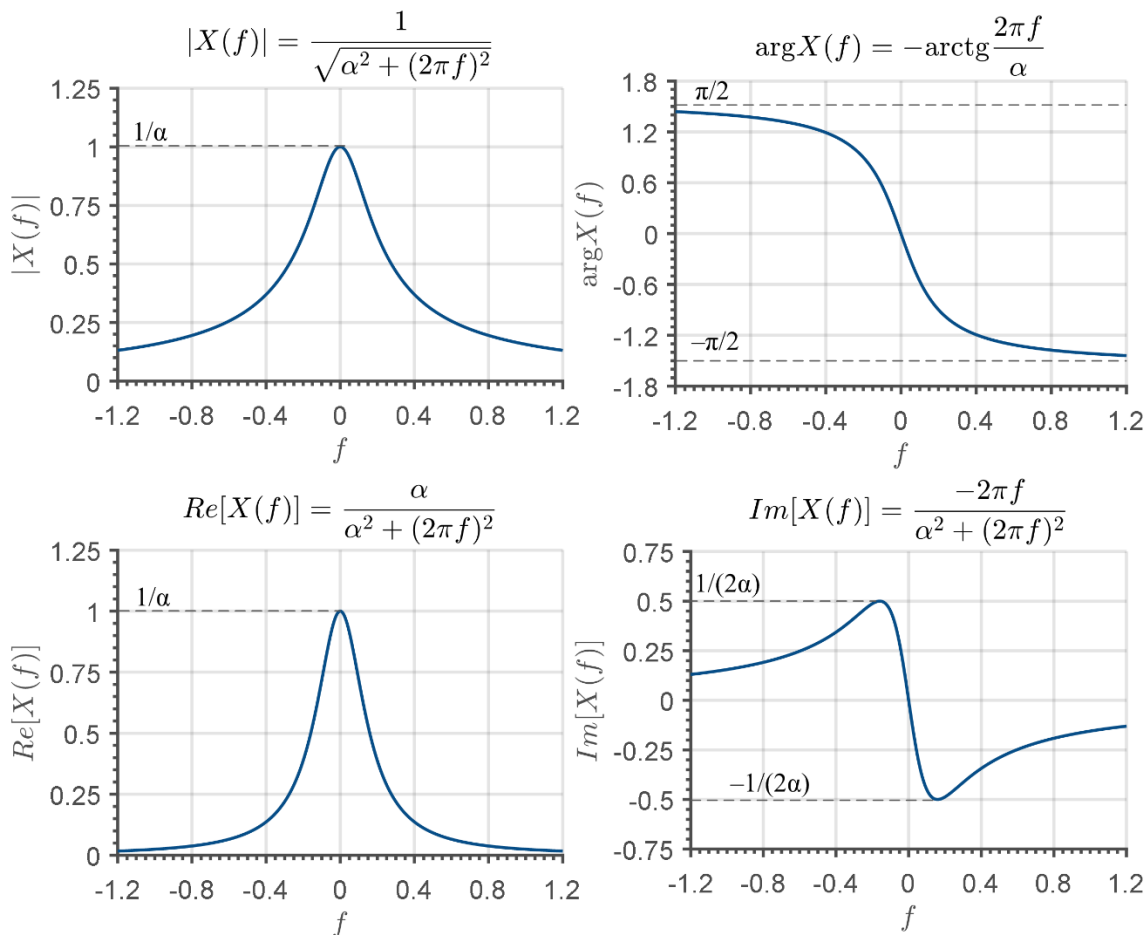 |X(f)| = 1/√(α² + (2πf)²)
1.25
1
0.75
0.5
0.25
0
1/α
|X(f)|
-1.2 -0.8 -0.4 0 0.4 0.8 1.2
f
argX(f) = −arctg 2πf/α
1.8
1.2
0.6
0
-0.6
-1.2
-1.8
π/2
−π/2
argX(f)
-1.2 -0.8 -0.4 0 0.4 0.8 1.2
f
Re[X(f)] = α/(α² + (2πf)²)
1.25
1
0.75
0.5
0.25
0
1/α
Re[X(f)]
-1.2 -0.8 -0.4 0 0.4 0.8 1.2
f
Im[X(f)] = −2πf/(α² + (2πf)²)
0.75
0.5
0.25
0
-0.25
-0.5
-0.75
1/(2α)
−1/(2α)
Im[X(f)]
-1.2 -0.8 -0.4 0 0.4 0.8 1.2
f